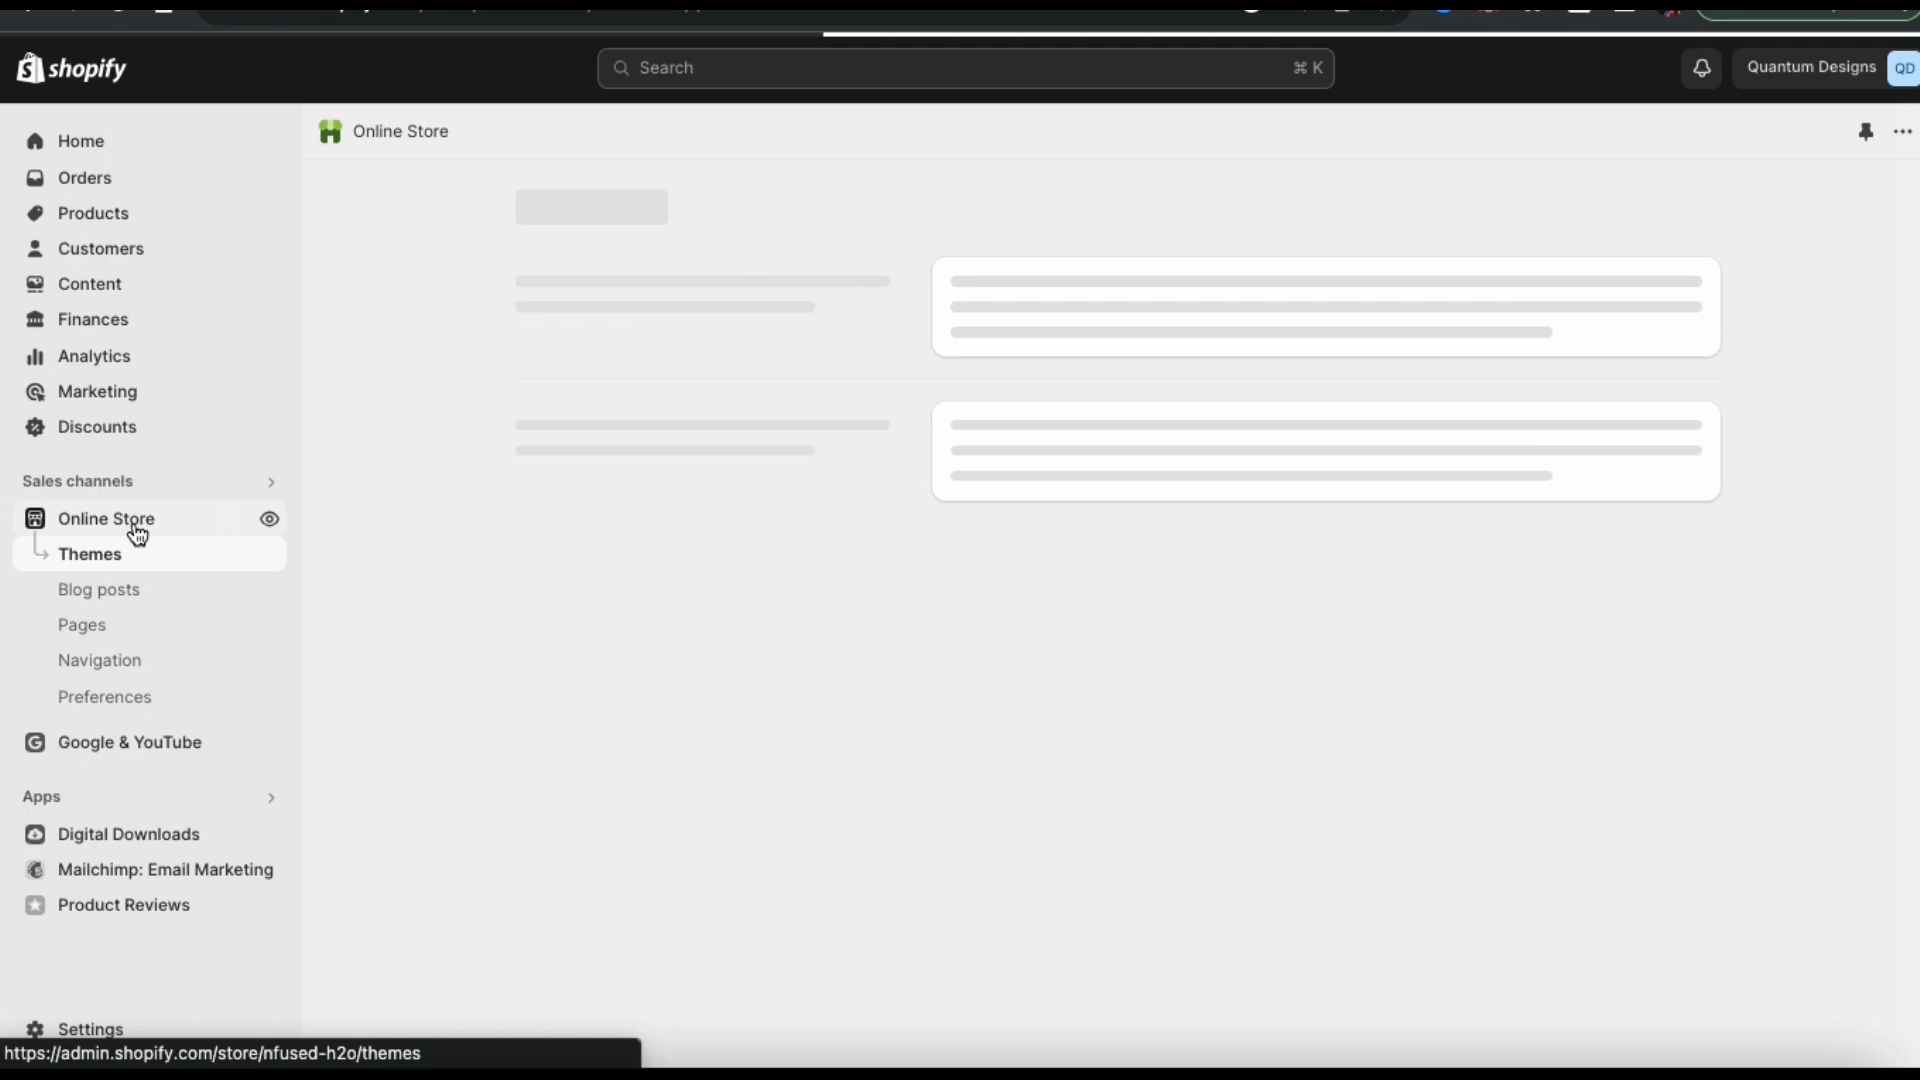 shopify
Search
⌘ K
Quantum Designs
QD
Home
Orders
Products
Customers
Content
Finances
Analytics
Marketing
Discounts
Sales channels
Online Store
Themes
Blog posts
Pages
Navigation
Preferences
Google & YouTube
Apps
Digital Downloads
Mailchimp: Email Marketing
Product Reviews
Settings
Online Store
https://admin.shopify.com/store/nfused-h2o/themes